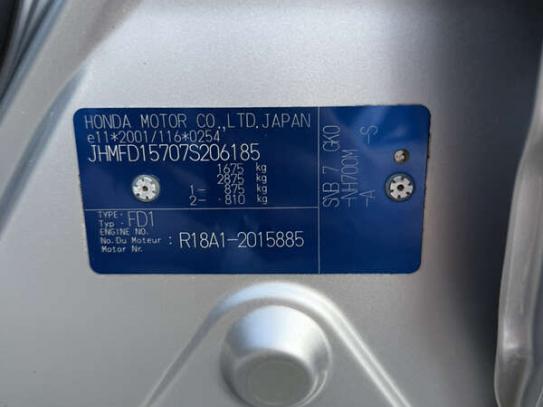 HONDA MOTOR CO.,LTD.JAPAN
e11*2001/116*0254
JHMFD15707S206185
1675 kg
2875 kg
1- 875 kg
2- 810 kg
TYPE
Typ : FD1
ENGINE NO.
No.Du Moteur : R18A1-2015885
Motor Nr.
SVB 7 GKO
-NH700M -S
-A